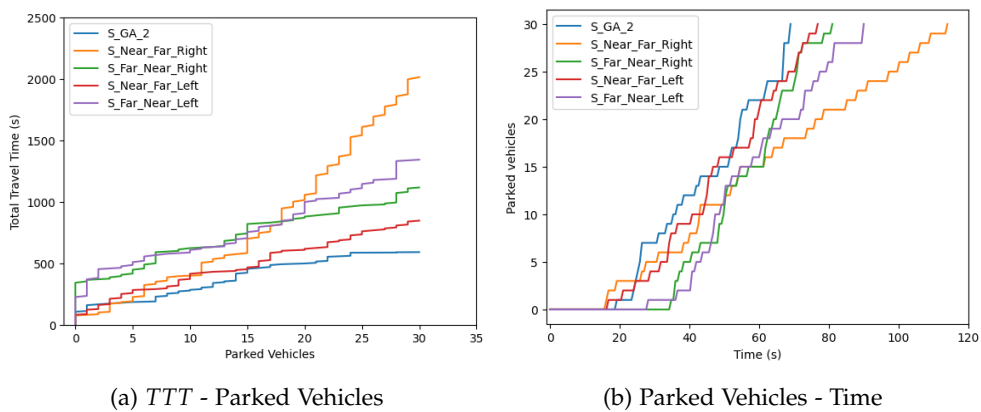 2500
2000
1500
1000
500
0
Total Travel Time (s)
S_GA_2
S_Near_Far_Right
S_Far_Near_Right
S_Near_Far_Left
S_Far_Near_Left
0 5 10 15 20 25 30 35
Parked Vehicles
(a) TTT - Parked Vehicles
30
25
20
15
10
5
0
Parked vehicles
S_GA_2
S_Near_Far_Right
S_Far_Near_Right
S_Near_Far_Left
S_Far_Near_Left
0 20 40 60 80 100 120
Time (s)
(b) Parked Vehicles - Time